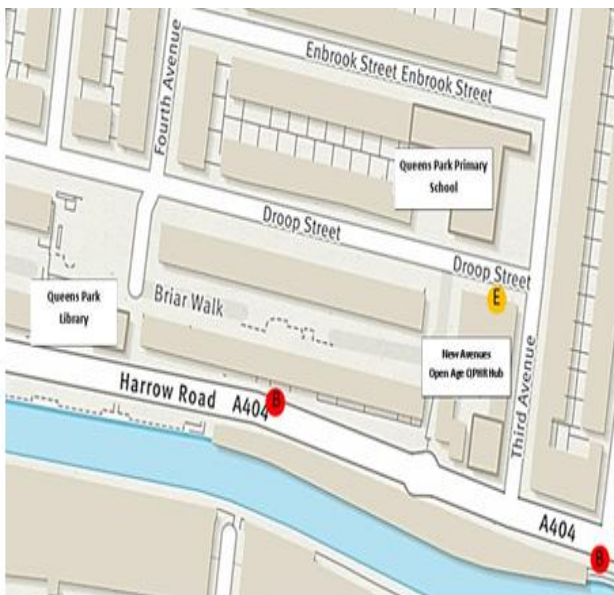 Enbrook Street Enbrook Street
Fourth Avenue
Queens Park Primary
School
Droop Street
Droop Street
E
Queens Park
Library
Briar Walk
New Avenues
Open Age QPHR Hub
Third Avenue
Harrow Road
A404
B
A404
B